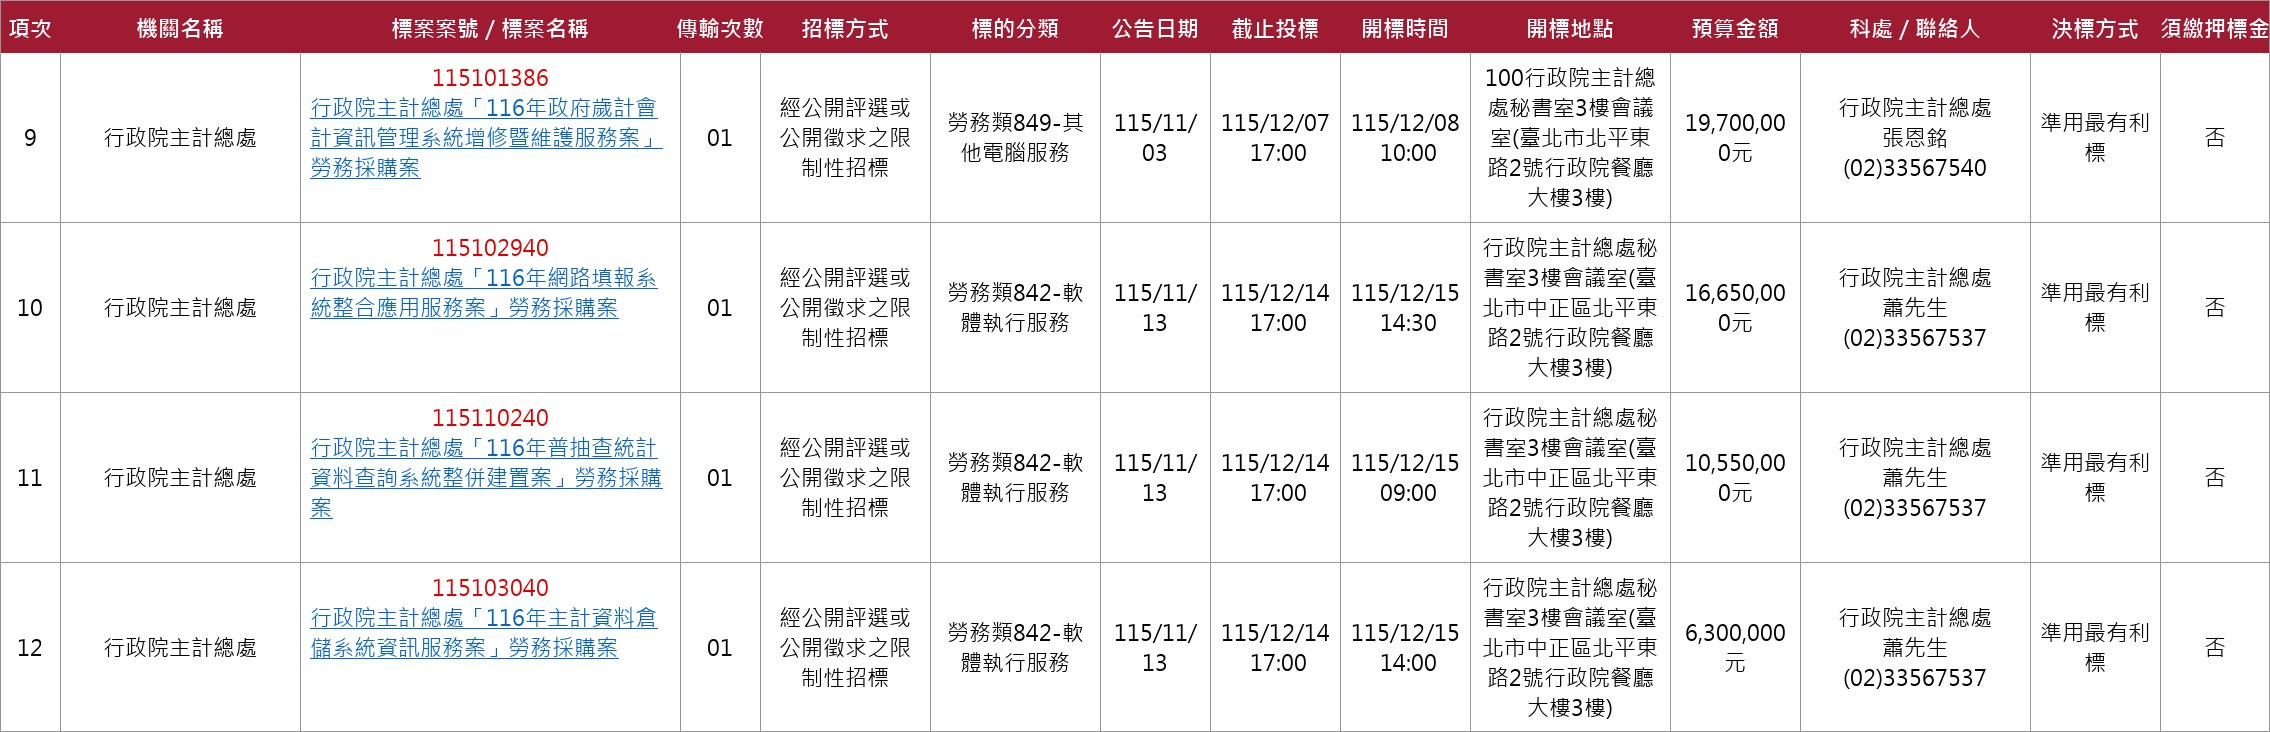 項次 機關名稱 標案案號 / 標案名稱 傳輸次數 招標方式 標的分類 公告日期 截止投標 開標時間 開標地點 預算金額 科處 / 聯絡人 決標方式 須繳押標金
9
行政院主計總處
115101386
行政院主計總處「116年政府歲計會
計資訊管理系統增修暨維護服務案」
勞務採購案
01
經公開評選或
公開徵求之限
制性招標
勞務類849-其
他電腦服務
115/11/
03
115/12/07
17:00
115/12/08
10:00
100行政院主計總
處秘書室3樓會議
室(臺北市北平東
路2號行政院餐廳
大樓3樓)
19,700,00
0元
行政院主計總處
張恩銘
(02)33567540
準用最有利
標
否
10
行政院主計總處
115102940
行政院主計總處「116年網路填報系
統整合應用服務案」勞務採購案
01
經公開評選或
公開徵求之限
制性招標
勞務類842-軟
體執行服務
115/11/
13
115/12/14
17:00
115/12/15
14:30
行政院主計總處秘
書室3樓會議室(臺
北市中正區北平東
路2號行政院餐廳
大樓3樓)
16,650,00
0元
行政院主計總處
蕭先生
(02)33567537
準用最有利
標
否
11
行政院主計總處
115110240
行政院主計總處「116年普抽查統計
資料查詢系統整併建置案」勞務採購
案
01
經公開評選或
公開徵求之限
制性招標
勞務類842-軟
體執行服務
115/11/
13
115/12/14
17:00
115/12/15
09:00
行政院主計總處秘
書室3樓會議室(臺
北市中正區北平東
路2號行政院餐廳
大樓3樓)
10,550,00
0元
行政院主計總處
蕭先生
(02)33567537
準用最有利
標
否
12
行政院主計總處
115103040
行政院主計總處「116年主計資料倉
儲系統資訊服務案」勞務採購案
01
經公開評選或
公開徵求之限
制性招標
勞務類842-軟
體執行服務
115/11/
13
115/12/14
17:00
115/12/15
14:00
行政院主計總處秘
書室3樓會議室(臺
北市中正區北平東
路2號行政院餐廳
大樓3樓)
6,300,000
元
行政院主計總處
蕭先生
(02)33567537
準用最有利
標
否